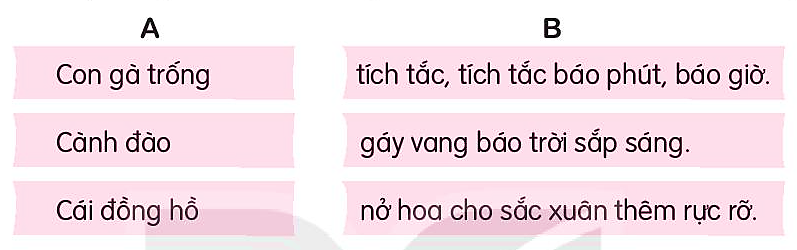 A B
Con gà trống tích tắc, tích tắc báo phút, báo giờ.
Cành đào gáy vang báo trời sắp sáng.
Cái đồng hồ nở hoa cho sắc xuân thêm rực rỡ.